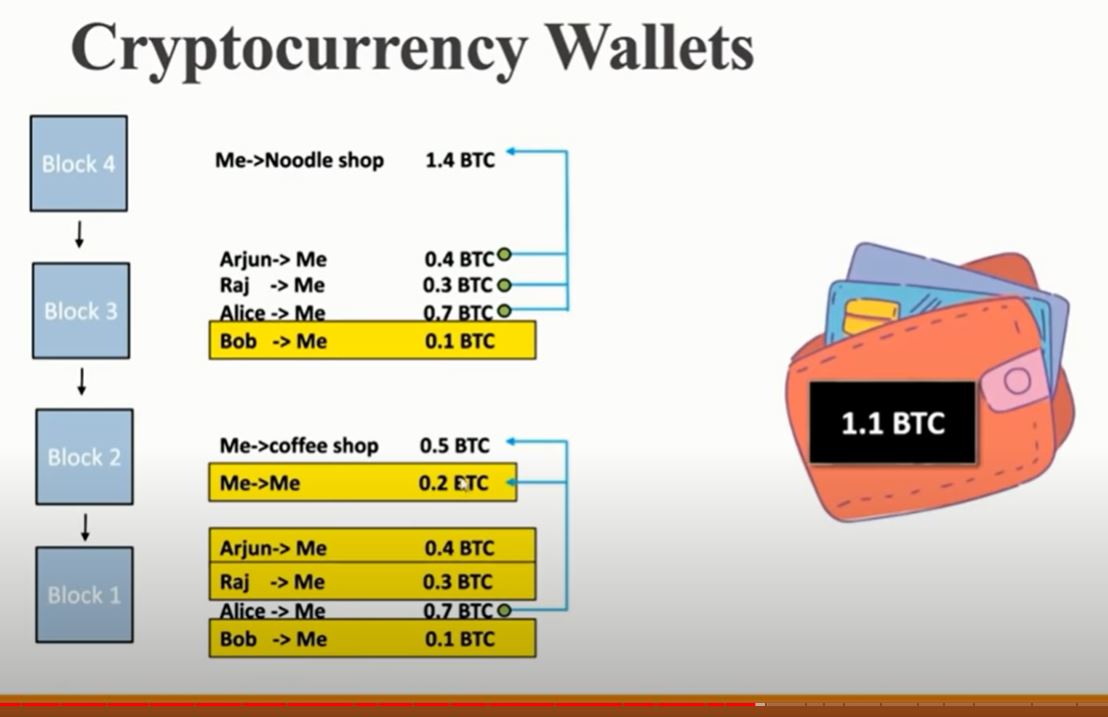 Cryptocurrency Wallets
Block 4
Me->Noodle shop 1.4 BTC
Block 3
Arjun-> Me 0.4 BTC
Raj -> Me 0.3 BTC
Alice -> Me 0.7 BTC
Bob -> Me 0.1 BTC
1.1 BTC
Block 2
Me->coffee shop 0.5 BTC
Me->Me 0.2 BTC
Block 1
Arjun-> Me 0.4 BTC
Raj -> Me 0.3 BTC
Alice -> Me 0.7 BTC
Bob -> Me 0.1 BTC